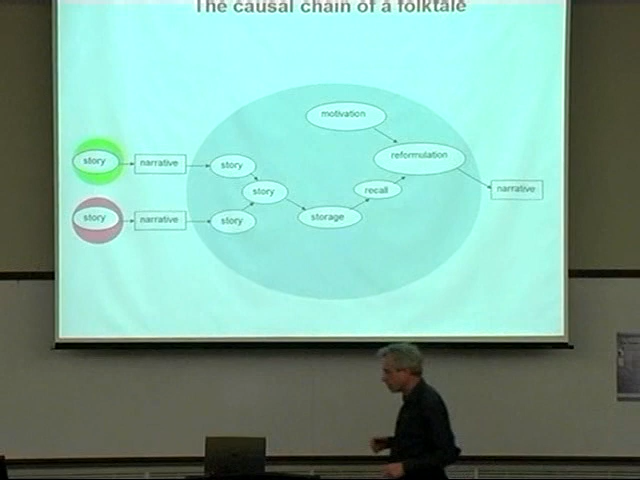 The causal chain of a folktale
motivation
reformulation
story
narrative
story
story
recall
narrative
storage
story
narrative
story